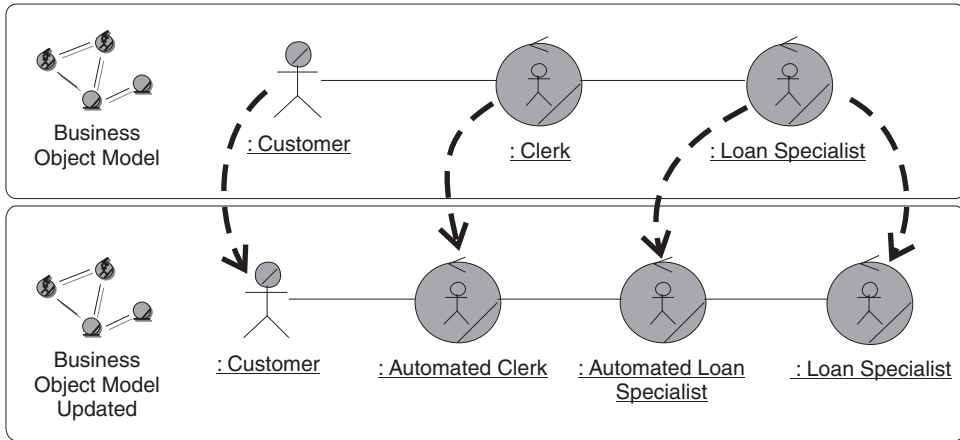 Business
Object Model
: Customer
: Clerk
: Loan Specialist
Business
Object Model
Updated
: Customer
: Automated Clerk
: Automated Loan
Specialist
: Loan Specialist